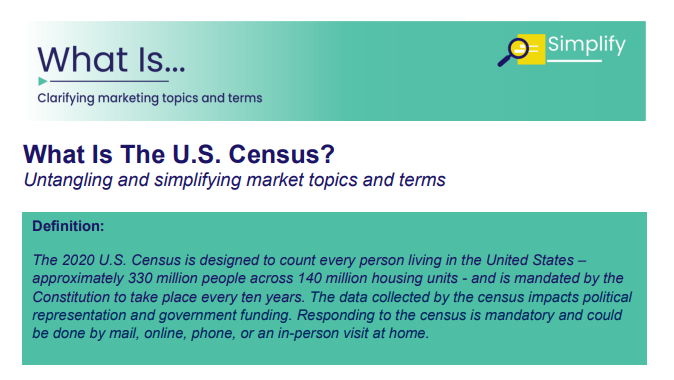 What Is...
Simplify
Clarifying marketing topics and terms
What Is The U.S. Census?
Untangling and simplifying market topics and terms
Definition:
The 2020 U.S. Census is designed to count every person living in the United States –
approximately 330 million people across 140 million housing units - and is mandated by the
Constitution to take place every ten years. The data collected by the census impacts political
representation and government funding. Responding to the census is mandatory and could
be done by mail, online, phone, or an in-person visit at home.